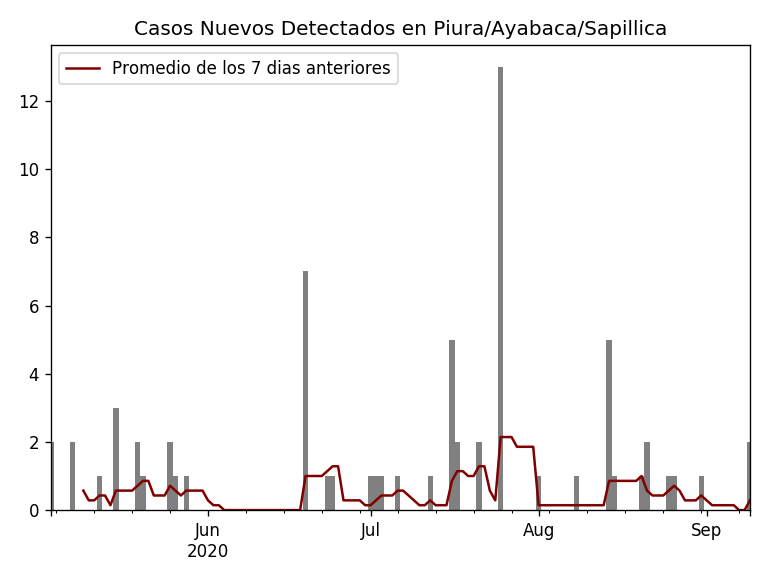 Casos Nuevos Detectados en Piura/Ayabaca/Sapillica
Promedio de los 7 dias anteriores
12
10
8
6
4
2
0
Jun
2020
Jul
Aug
Sep